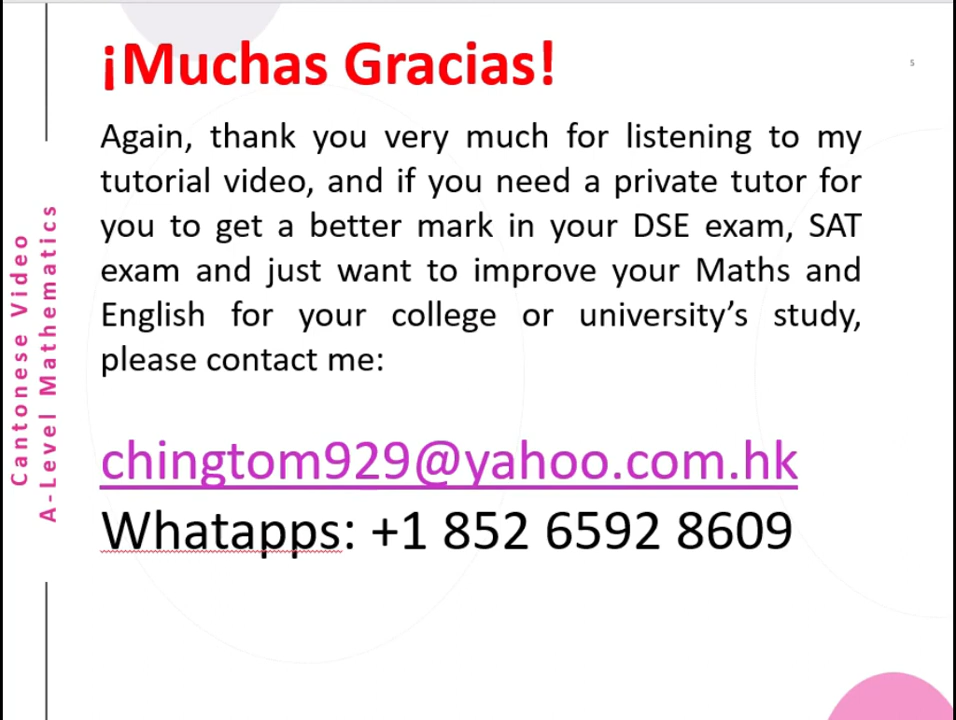 ¡Muchas Gracias!
5
Again, thank you very much for listening to my
tutorial video, and if you need a private tutor for
you to get a better mark in your DSE exam, SAT
exam and just want to improve your Maths and
English for your college or university’s study,
please contact me:
chingtom929@yahoo.com.hk
Whatapps: +1 852 6592 8609
Cantonese Video
A-Level Mathematics